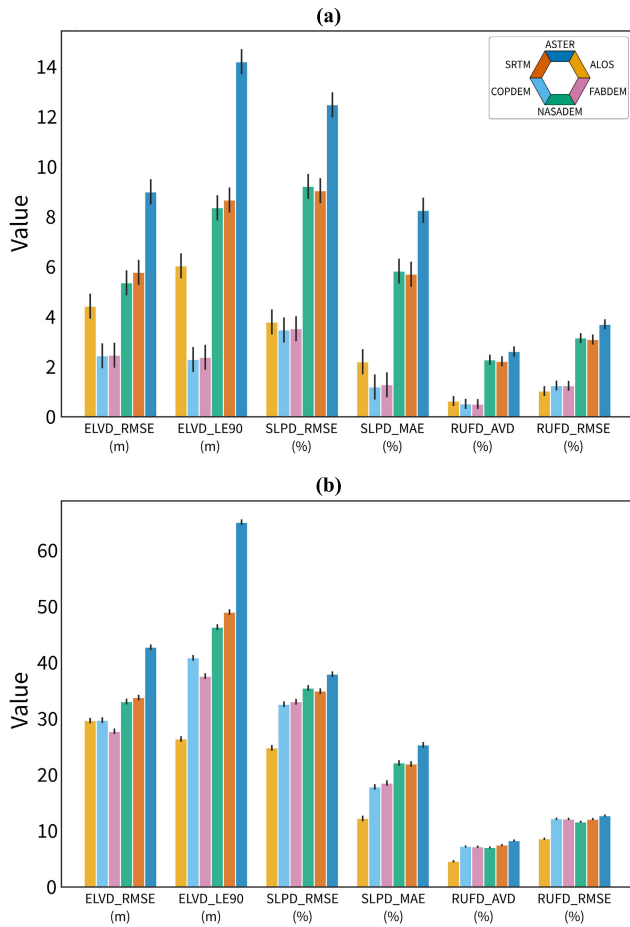 (a)
Value
14
12
10
8
6
4
2
0
ASTER
SRTM ALOS
COPDEM FABDEM
NASADEM
ELVD_RMSE ELVD_LE90 SLPD_RMSE SLPD_MAE RUFD_AVD RUFD_RMSE
(m) (m) (%) (%) (%) (%)
(b)
Value
60
50
40
30
20
10
0
ELVD_RMSE ELVD_LE90 SLPD_RMSE SLPD_MAE RUFD_AVD RUFD_RMSE
(m) (m) (%) (%) (%) (%)